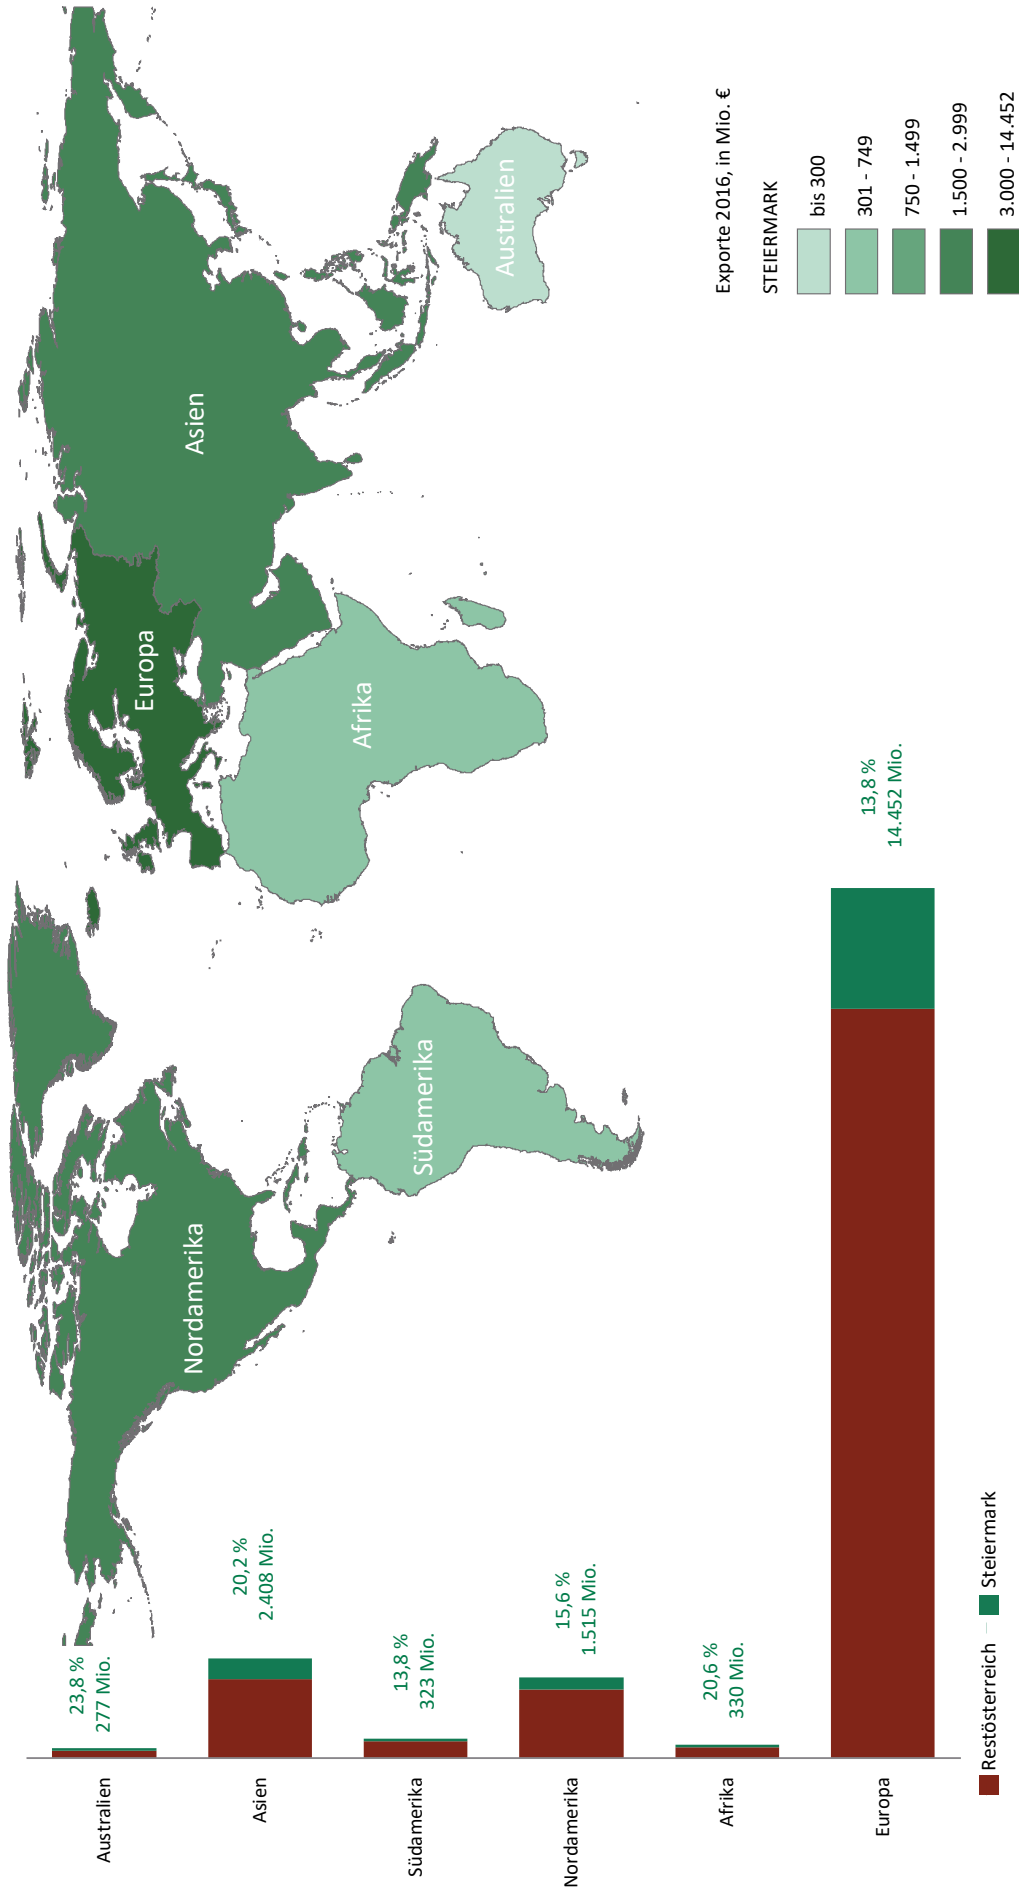 Nordamerika
Südamerika
Europa
Afrika
Asien
Australien
Exporte 2016, in Mio. €
STEIERMARK
bis 300
301 - 749
750 - 1.499
1.500 - 2.999
3.000 - 14.452
Australien
23,8 %
277 Mio.
Asien
20,2 %
2.408 Mio.
Südamerika
13,8 %
323 Mio.
Nordamerika
15,6 %
1.515 Mio.
Afrika
20,6 %
330 Mio.
Europa
13,8 %
14.452 Mio.
Restösterreich
Steiermark